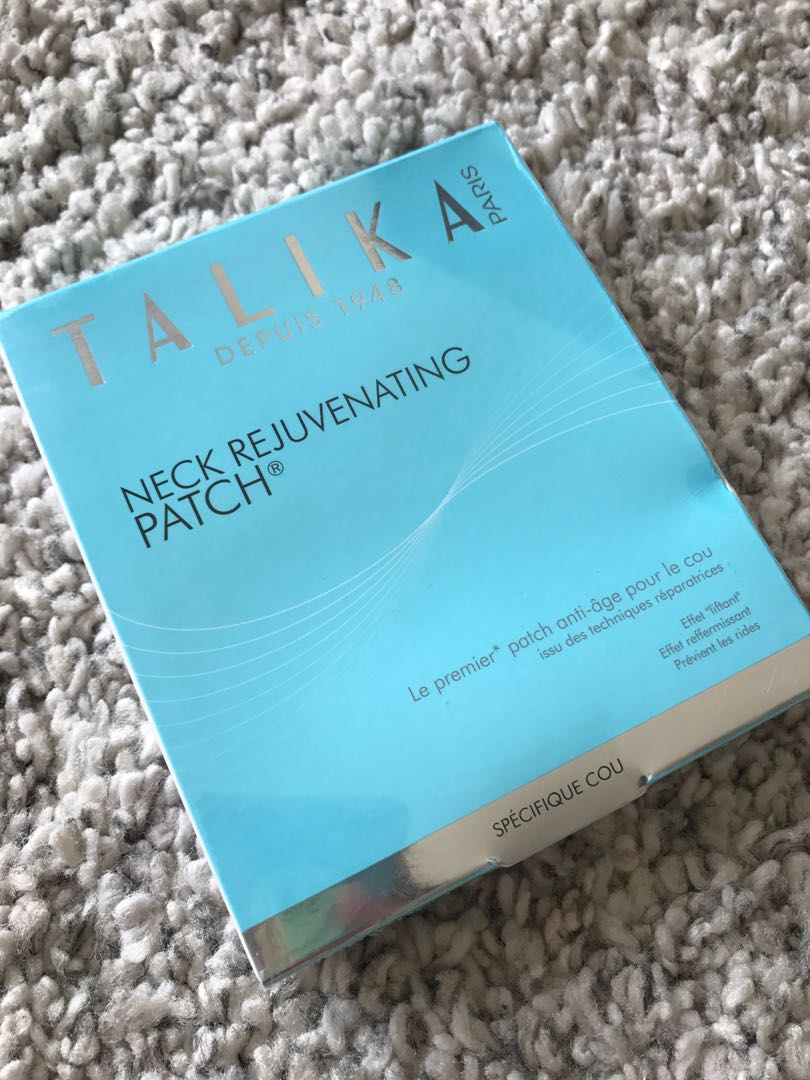 TALIKA PARIS
DEPUIS 1948
NECK REJUVENATING
PATCH®
Le premier* patch anti-âge pour le cou
issu des techniques réparatrices
Effet "liftant"
Effet reffermissant
Prévient les rides
SPÉCIFIQUE COU